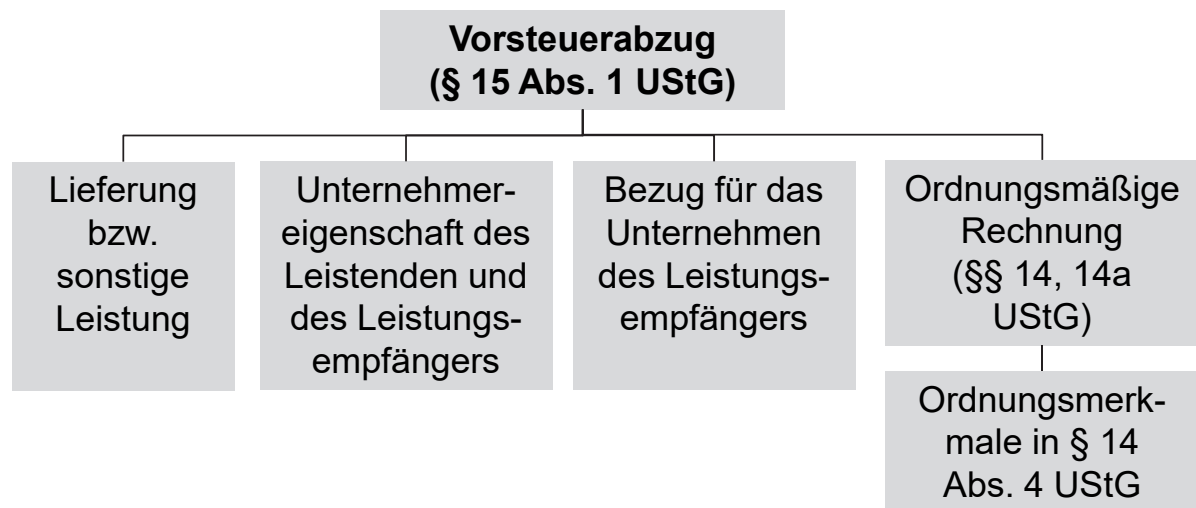 Vorsteuerabzug
(§ 15 Abs. 1 UStG)
Lieferung
bzw.
sonstige
Leistung
Unternehmer-
eigenschaft des
Leistenden und
des Leistungs-
empfängers
Bezug für das
Unternehmen
des Leistungs-
empfängers
Ordnungsmäßige
Rechnung
(§§ 14, 14a
UStG)
Ordnungsmerk-
male in § 14
Abs. 4 UStG